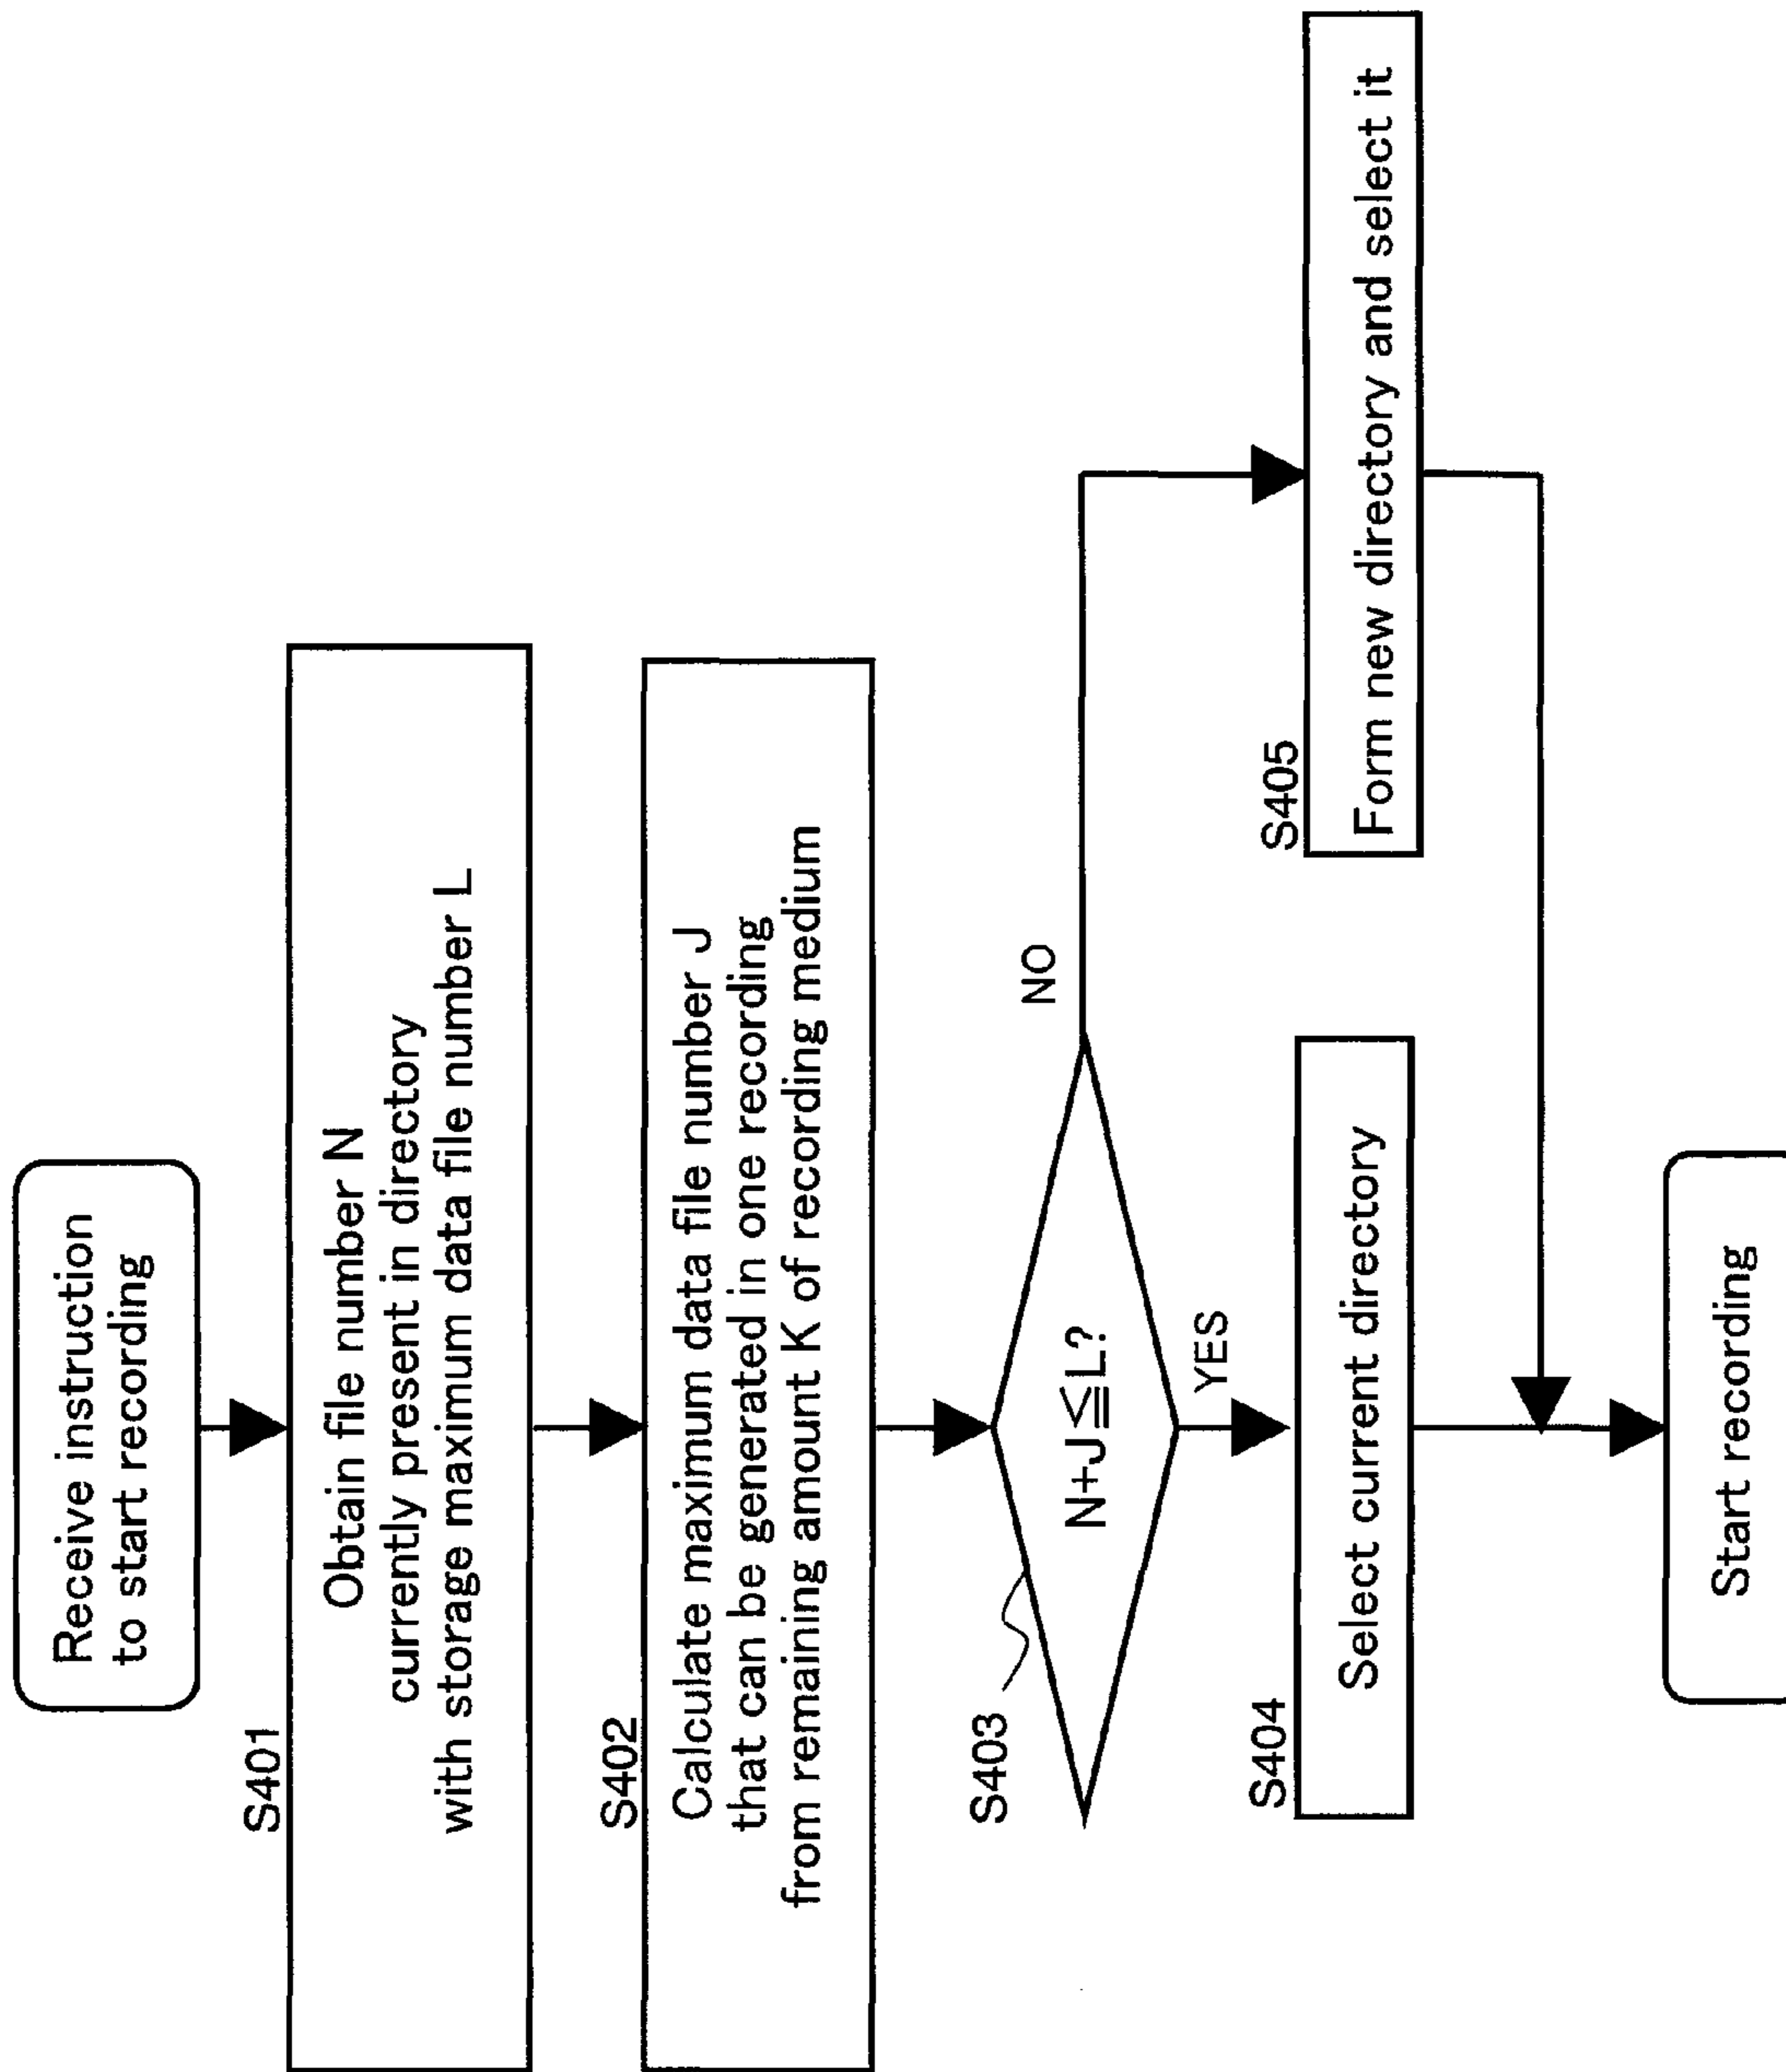 Receive instruction
to start recording
S401
Obtain file number N
currently present in directory
with storage maximum data file number L
S402
Calculate maximum data file number J
that can be generated in one recording
from remaining amount K of recording medium
S403
N+J≦L?
NO
YES
S404
Select current directory
S405
Form new directory and select it
Start recording